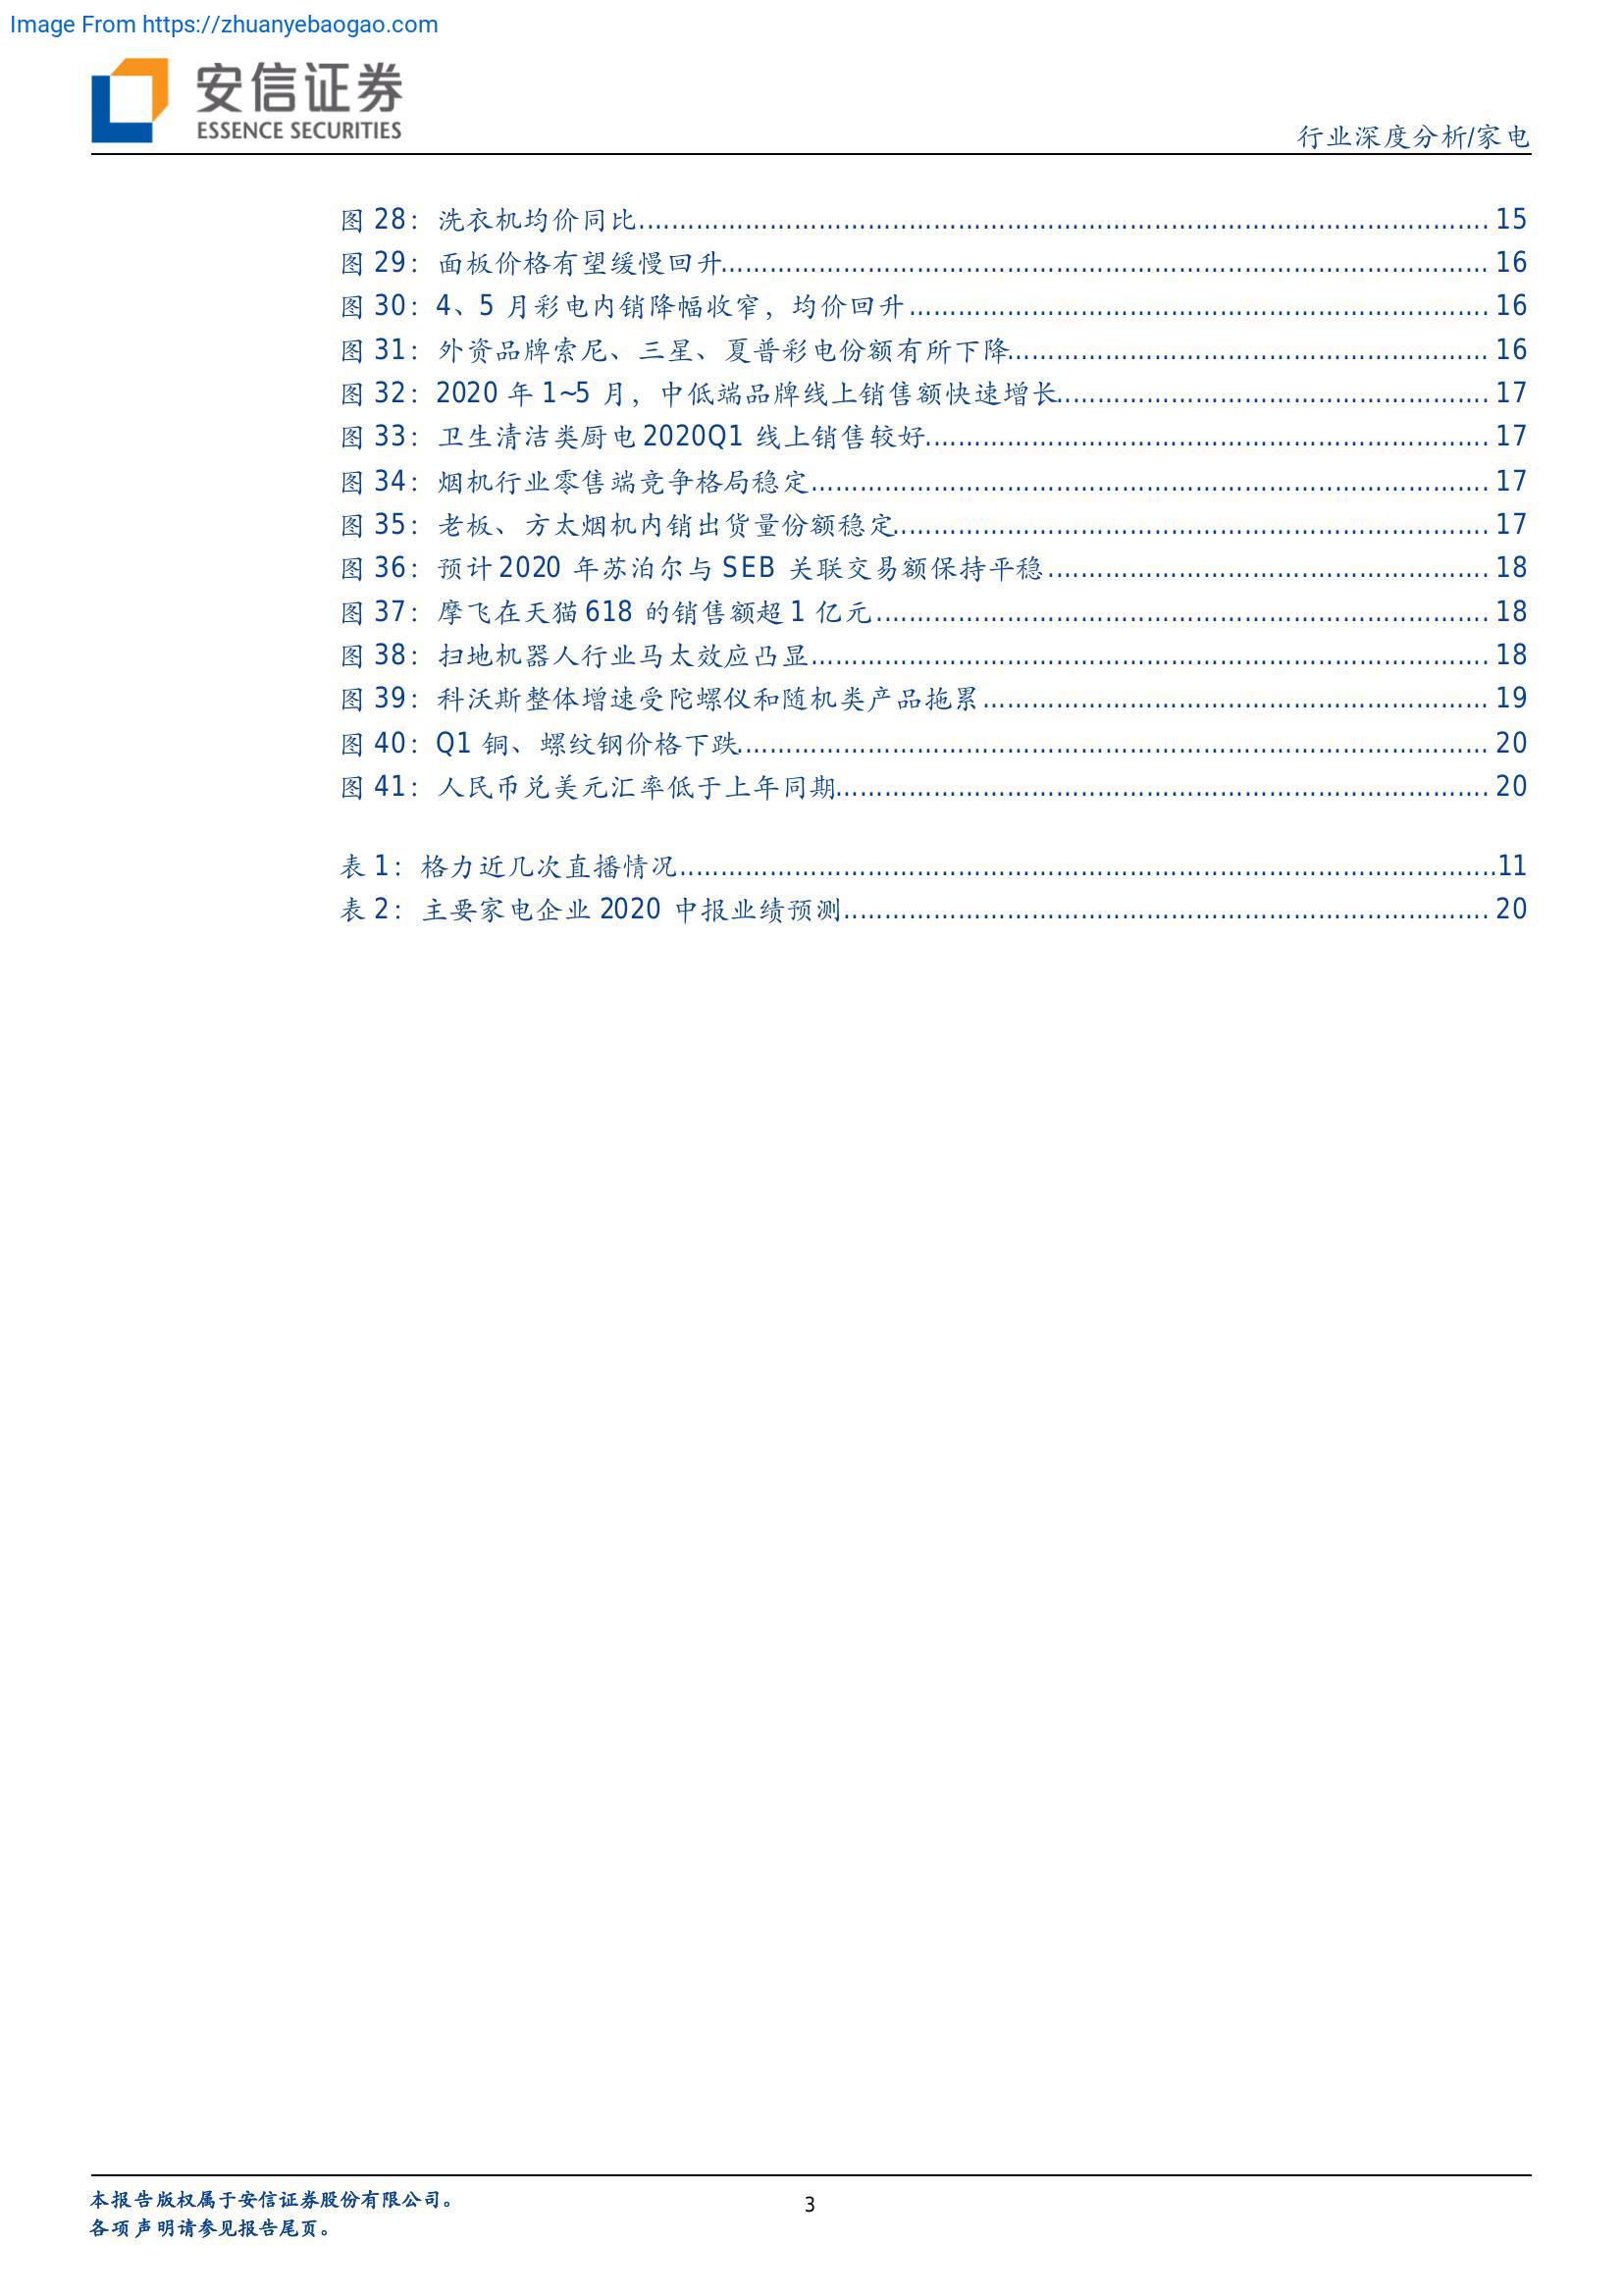 Image From https://zhuanyebaogao.com
安信证券
ESSENCE SECURITIES
行业深度分析/家电
图 28：洗衣机均价同比 15
图 29：面板价格有望缓慢回升 16
图 30：4、5 月彩电内销降幅收窄，均价回升 16
图 31：外资品牌索尼、三星、夏普彩电份额有所下降 16
图 32：2020 年 1~5 月，中低端品牌线上销售额快速增长 17
图 33：卫生清洁类厨电 2020Q1 线上销售较好 17
图 34：烟机行业零售端竞争格局稳定 17
图 35：老板、方太烟机内销出货量份额稳定 17
图 36：预计 2020 年苏泊尔与 SEB 关联交易额保持平稳 18
图 37：摩飞在天猫 618 的销售额超 1 亿元 18
图 38：扫地机器人行业马太效应凸显 18
图 39：科沃斯整体增速受陀螺仪和随机类产品拖累 19
图 40：Q1 铜、螺纹钢价格下跌 20
图 41：人民币兑美元汇率低于上年同期 20
表 1：格力近几次直播情况 11
表 2：主要家电企业 2020 中报业绩预测 20
本报告版权属于安信证券股份有限公司。
各项声明请参见报告尾页。
3